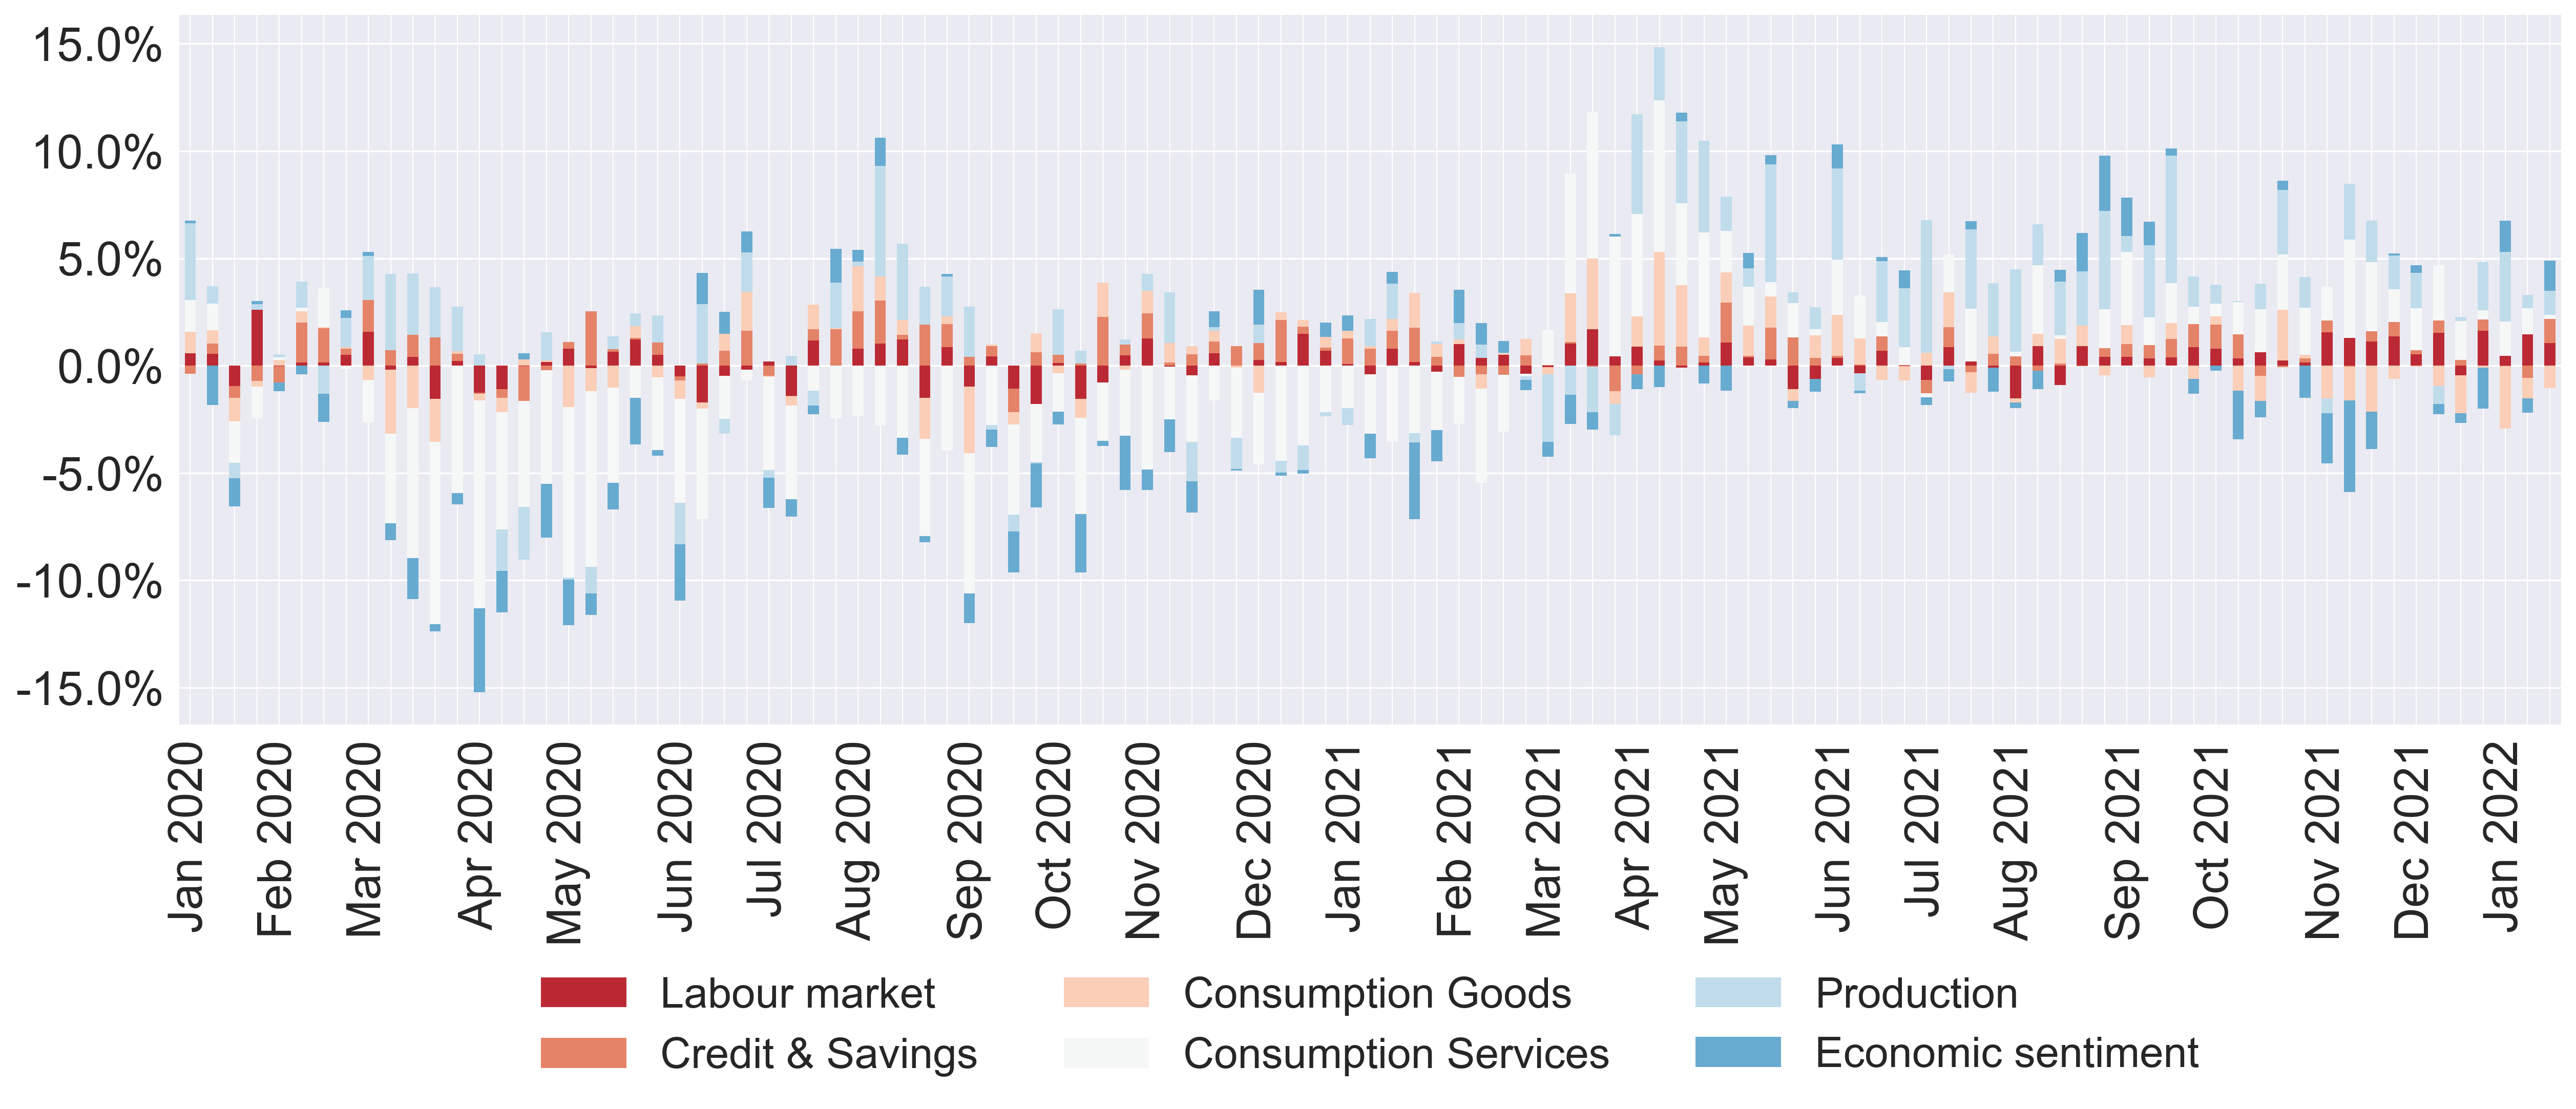 15.0%
10.0%
5.0%
0.0%
-5.0%
-10.0%
-15.0%
Jan 2020
Feb 2020
Mar 2020
Apr 2020
May 2020
Jun 2020
Jul 2020
Aug 2020
Sep 2020
Oct 2020
Nov 2020
Dec 2020
Jan 2021
Feb 2021
Mar 2021
Apr 2021
May 2021
Jun 2021
Jul 2021
Aug 2021
Sep 2021
Oct 2021
Nov 2021
Dec 2021
Jan 2022
Labour market
Credit & Savings
Consumption Goods
Consumption Services
Production
Economic sentiment